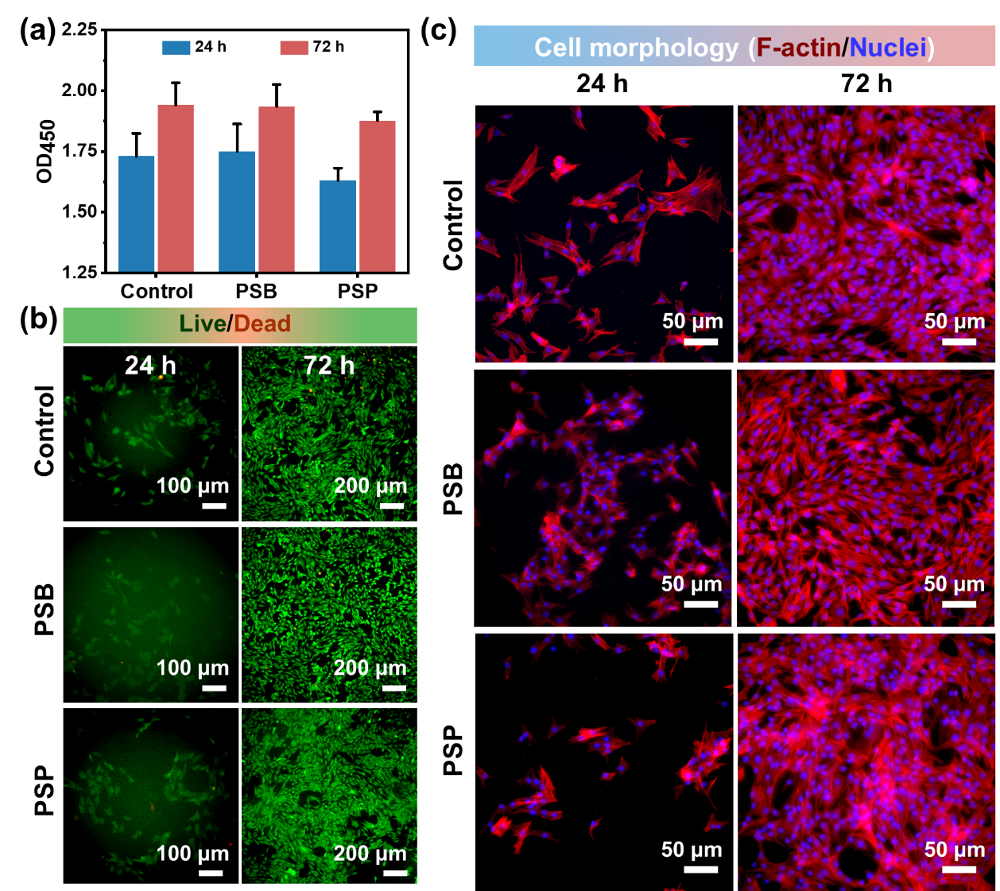 (a)
2.25
2.00
1.75
1.50
1.25
OD450
24 h
72 h
Control
PSB
PSP
(b)
Live/Dead
24 h
72 h
Control
100 µm
200 µm
PSB
100 µm
200 µm
PSP
100 µm
200 µm
(c)
Cell morphology (F-actin/Nuclei)
24 h
72 h
Control
50 µm
50 µm
PSB
50 µm
50 µm
PSP
50 µm
50 µm